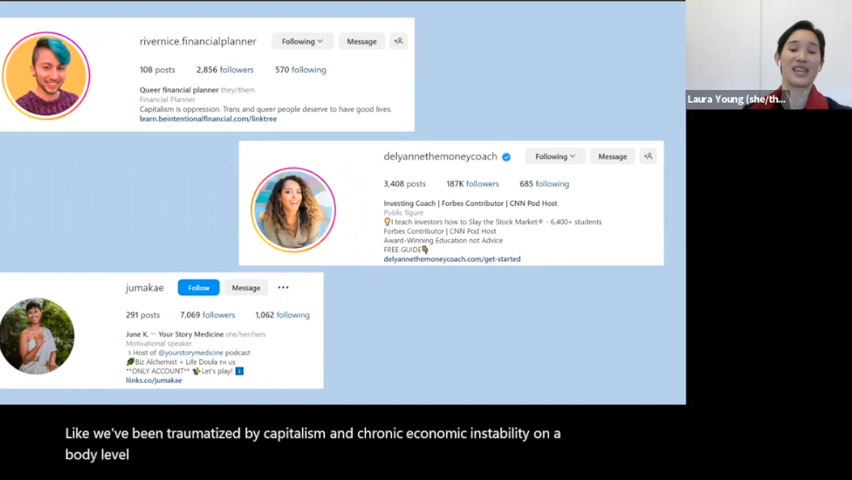 rivernice.financialplanner Following Message
108 posts 2,856 followers 570 following
Queer financial planner they/them
Financial Planner
Capitalism is oppression. Trans and queer people deserve to have good lives.
learn.beintentionalfinancial.com/linktree
Laura Young (she/th...
delyannethemoneycoach Following Message
3,408 posts 187K followers 685 following
Investing Coach | Forbes Contributor | CNN Pod Host
Public figure
I teach investors how to Slay the Stock Market® - 6,400+ students
Forbes Contributor | CNN Pod Host
Award-Winning Education not Advice
FREE GUIDE
delyannethemoneycoach.com/get-started
jumakae Follow Message
291 posts 7,069 followers 1,062 following
June K. Your Story Medicine she/her/hers
Motivational speaker
Host of @yourstorymedicine podcast
Biz Alchemist + Life Doula
**ONLY ACCOUNT** Let's play!
liinks.co/jumakae
Like we've been traumatized by capitalism and chronic economic instability on a
body level